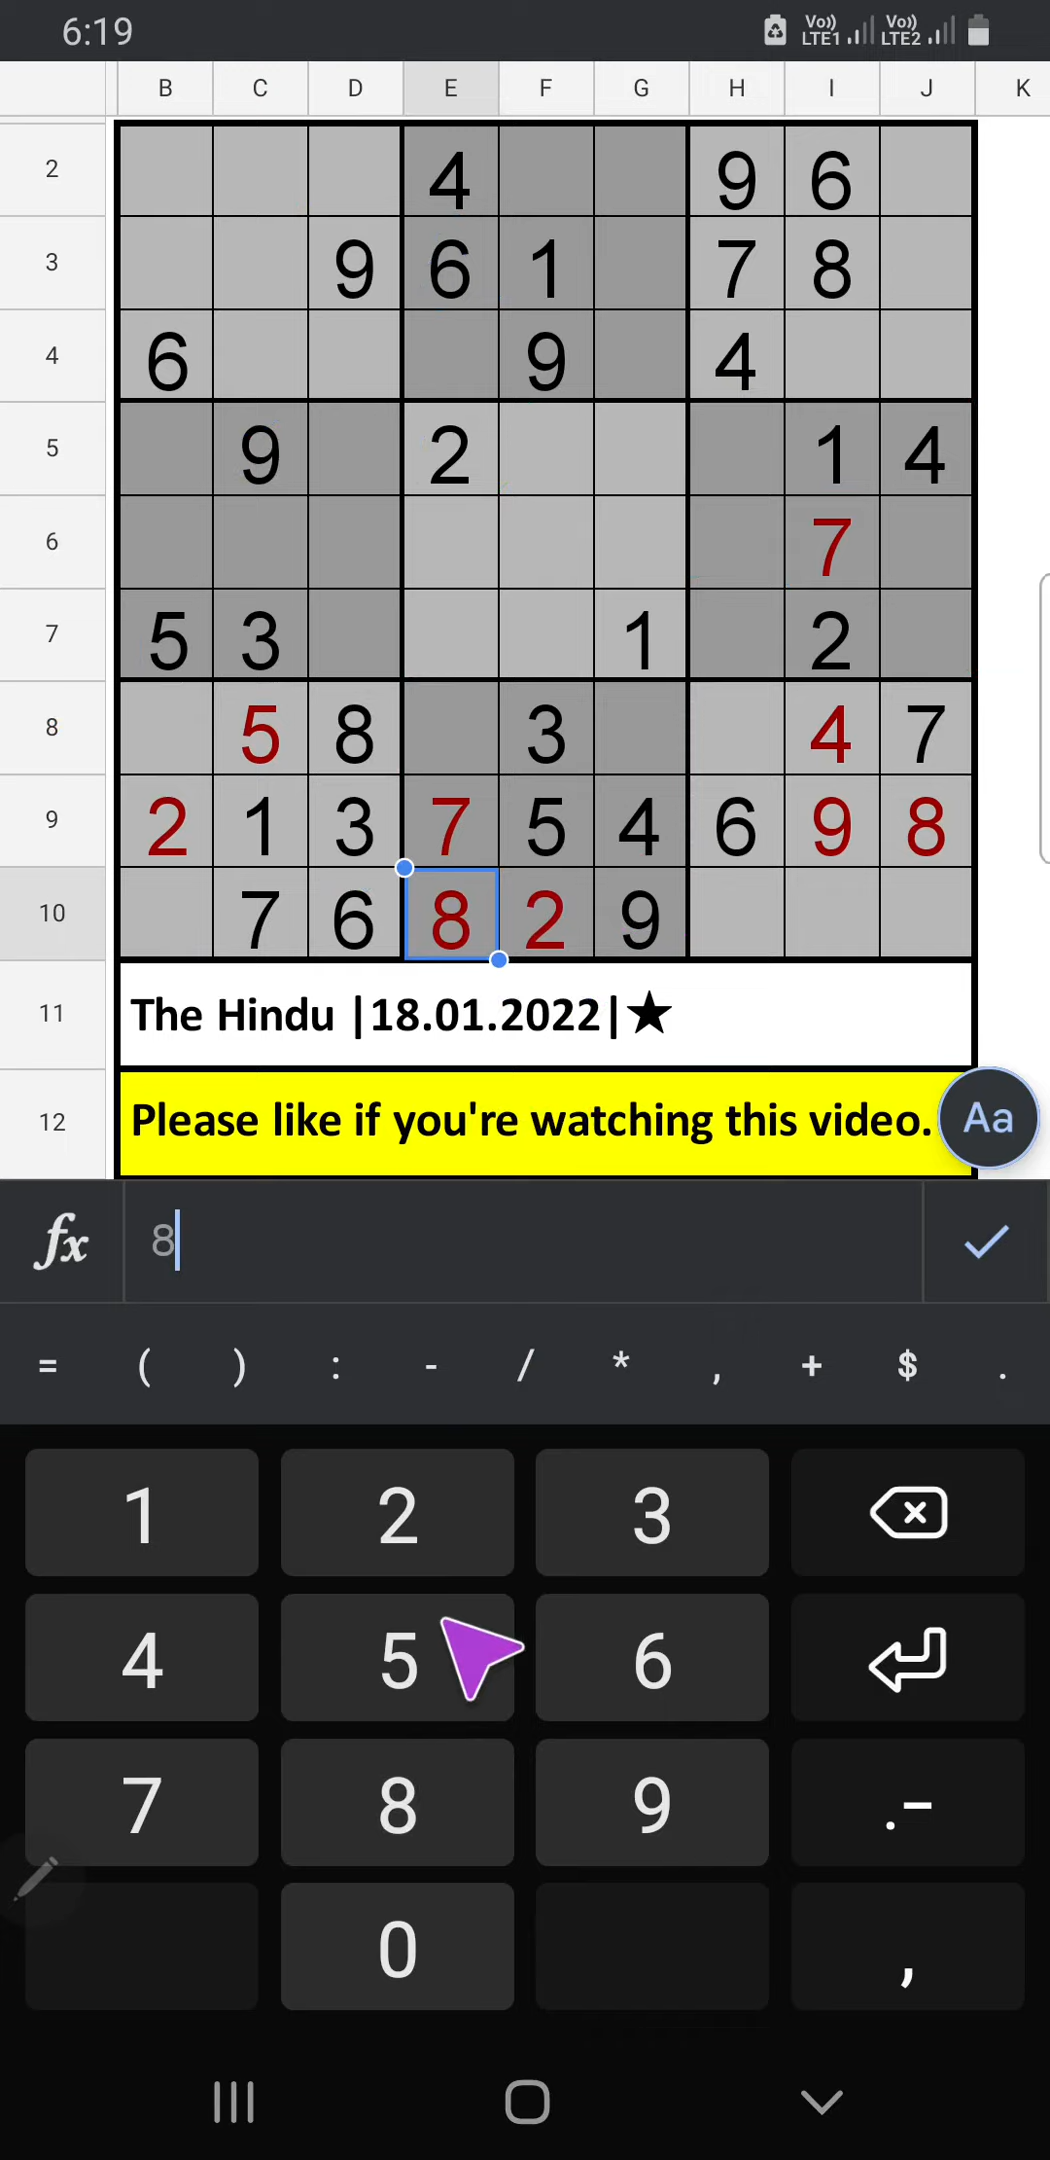 6:19
Vo)) LTE1 Vo)) LTE2
B C D E F G H I J K
2 4 9 6
3 9 6 1 7 8
4 6 9 4
5 9 2 1 4
6 7
7 5 3 1 2
8 5 8 3 4 7
9 2 1 3 7 5 4 6 9 8
10 7 6 8 2 9
11 The Hindu |18.01.2022|★
12 Please like if you're watching this video. Aa
fx 8
= ( ) : - / * , + $ .
1 2 3
4 5 6
7 8 9 .-
0 ,